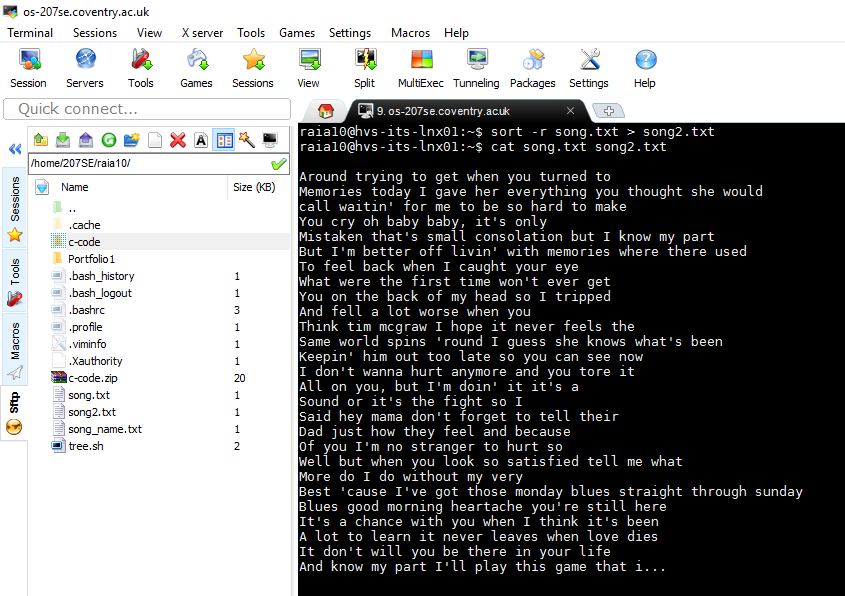 os-207se.coventry.ac.uk
Terminal Sessions View X server Tools Games Settings Macros Help
Session Servers Tools Games Sessions View Split MultiExec Tunneling Packages Settings Help
Quick connect...
9. os-207se.coventry.ac.uk
/home/207SE/raia10/
Name Size (KB)
..
.cache
c-code
Portfolio1
.bash_history 1
.bash_logout 1
.bashrc 3
.profile 1
.viminfo 1
.Xauthority 1
c-code.zip 20
song.txt 1
song2.txt 1
song_name.txt 1
tree.sh 2
Sessions
Tools
Macros
Sftp
raia10@hvs-its-lnx01:~$ sort -r song.txt > song2.txt
raia10@hvs-its-lnx01:~$ cat song.txt song2.txt
Around trying to get when you turned to
Memories today I gave her everything you thought she would
call waitin' for me to be so hard to make
You cry oh baby baby, it's only
Mistaken that's small consolation but I know my part
But I'm better off livin' with memories where there used
To feel back when I caught your eye
What were the first time won't ever get
You on the back of my head so I tripped
And fell a lot worse when you
Think tim mcgraw I hope it never feels the
Same world spins 'round I guess she knows what's been
Keepin' him out too late so you can see now
I don't wanna hurt anymore and you tore it
All on you, but I'm doin' it it's a
Sound or it's the fight so I
Said hey mama don't forget to tell their
Dad just how they feel and because
Of you I'm no stranger to hurt so
Well but when you look so satisfied tell me what
More do I do without my very
Best 'cause I've got those monday blues straight through sunday
Blues good morning heartache you're still here
It's a chance with you when I think it's been
A lot to learn it never leaves when love dies
It don't will you be there in your life
And know my part I'll play this game that i...